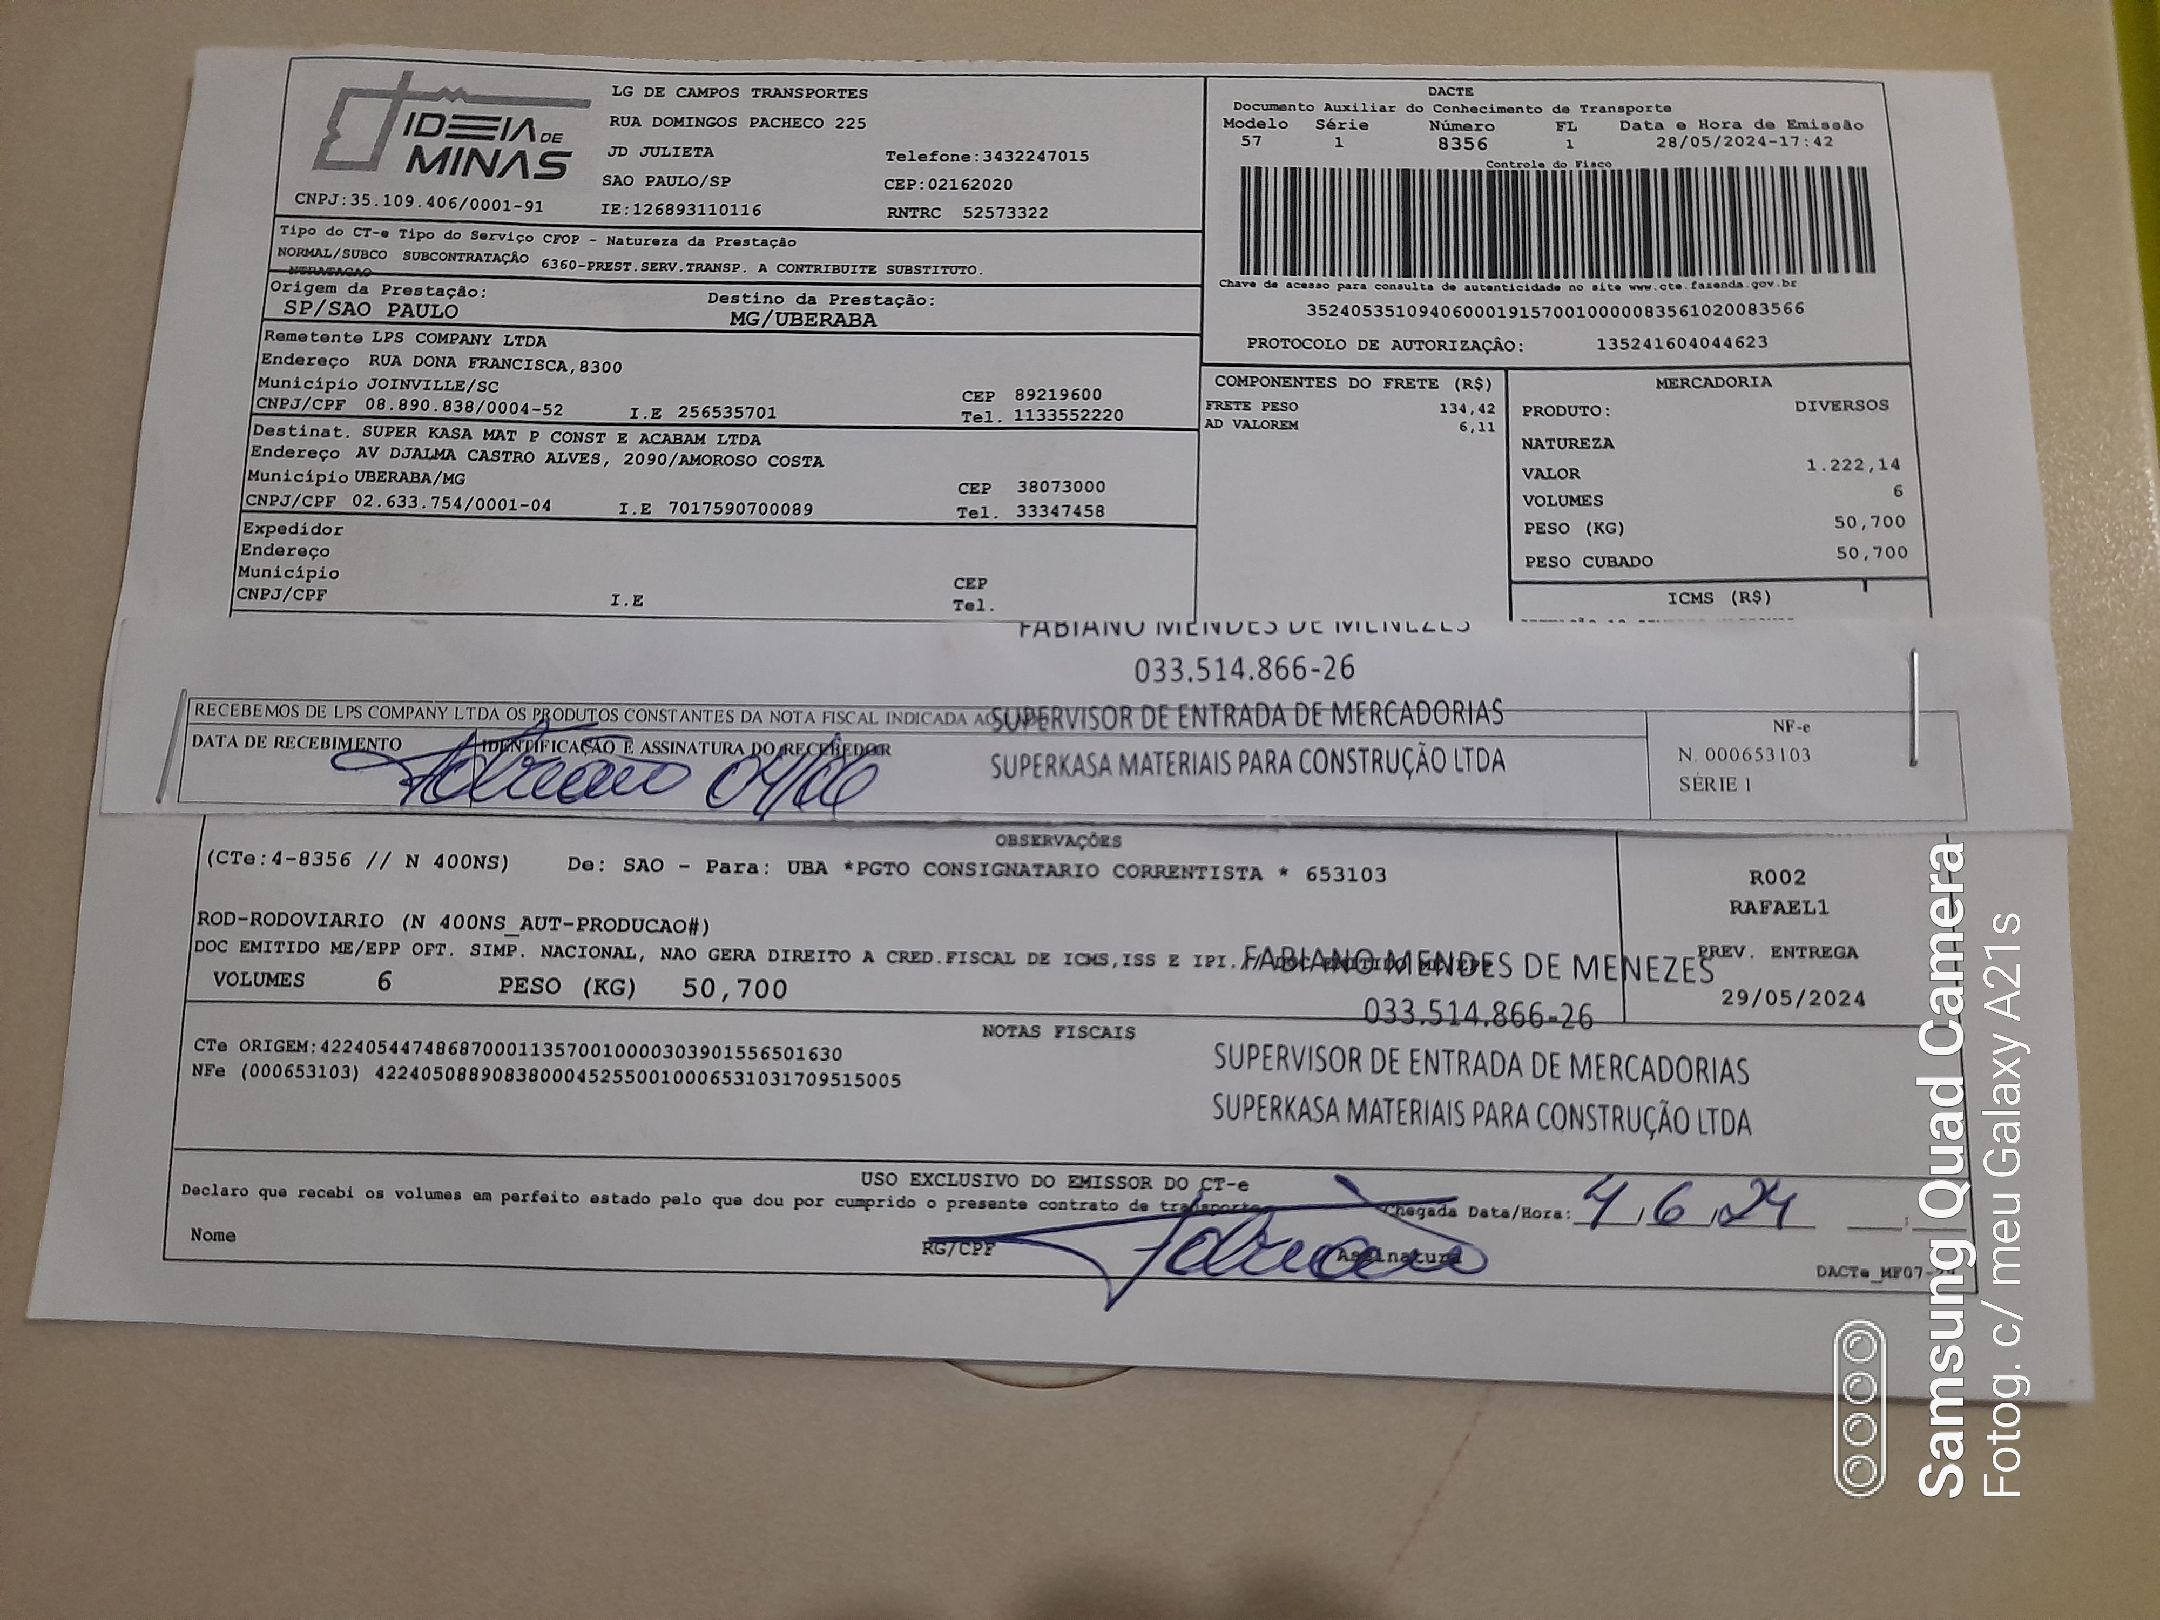 IDEIA DE
MINAS
CNPJ:35.109.406/0001-91
LG DE CAMPOS TRANSPORTES
RUA DOMINGOS PACHECO 225
JD JULIETA
Telefone:3432247015
SAO PAULO/SP
CEP:02162020
IE:126893110116
RNTRC 52573322
DACTE
Documento Auxiliar do Conhecimento de Transporte
Modelo Série Número FL Data e Hora de Emissão
57 1 8356 1 28/05/2024-17:42
Controle do Fisco
Chave de acesso para consulta de autenticidade no site www.cte.fazenda.gov.br
35240535109406000191570010000083561020083566
PROTOCOLO DE AUTORIZAÇÂO: 135241604044623
Tipo do CT-e Tipo do Serviço CFOP - Natureza da Prestação
NORMAL/SUBCO SUBCONTRATAÇÂO 6360-PREST.SERV.TRANSP. A CONTRIBUITE SUBSTITUTO.
NTRATACAO
Origem da Prestação: Destino da Prestação:
SP/SAO PAULO MG/UBERABA
Remetente LPS COMPANY LTDA
Endereço RUA DONA FRANCISCA,8300
Município JOINVILLE/SC CEP 89219600
CNPJ/CPF 08.890.838/0004-52 I.E 256535701 Tel. 1133552220
Destinat. SUPER KASA MAT P CONST E ACABAM LTDA
Endereço AV DJALMA CASTRO ALVES, 2090/AMOROSO COSTA
Município UBERABA/MG CEP 38073000
CNPJ/CPF 02.633.754/0001-04 I.E 7017590700089 Tel. 33347458
Expedidor
Endereço
Município CEP
CNPJ/CPF I.E Tel.
COMPONENTES DO FRETE (R$)
FRETE PESO 134,42
AD VALOREM 6,11
MERCADORIA
PRODUTO: DIVERSOS
NATUREZA
VALOR 1.222,14
VOLUMES 6
PESO (KG) 50,700
PESO CUBADO 50,700
ICMS (R$)
FABIANO MENDES DE MENEZES
033.514.866-26
SUPERVISOR DE ENTRADA DE MERCADORIAS
SUPERKASA MATERIAIS PARA CONSTRUÇÃO LTDA
RECEBEMOS DE LPS COMPANY LTDA OS PRODUTOS CONSTANTES DA NOTA FISCAL INDICADA AO
DATA DE RECEBIMENTO IDENTIFICAÇÃO E ASSINATURA DO RECEBEDOR
04/06
NF-e
N. 000653103
SÉRIE 1
OBSERVAÇÕES
(CTe:4-8356 // N 400NS) De: SAO - Para: UBA *PGTO CONSIGNATARIO CORRENTISTA * 653103
ROD-RODOVIARIO (N 400NS_AUT-PRODUCAO#)
DOC EMITIDO ME/EPP OFT. SIMP. NACIONAL, NAO GERA DIREITO A CRED.FISCAL DE ICMS,ISS E IPI.
VOLUMES 6 PESO (KG) 50,700
R002
RAFAEL1
PREV. ENTREGA
29/05/2024
FABIANO MENDES DE MENEZES
033.514.866-26
SUPERVISOR DE ENTRADA DE MERCADORIAS
SUPERKASA MATERIAIS PARA CONSTRUÇÃO LTDA
NOTAS FISCAIS
CTe ORIGEM:42240544748687000113570010000303901556501630
NFe (000653103) 42240508890838000452550010006531031709515005
USO EXCLUSIVO DO EMISSOR DO CT-e
Declaro que recebi os volumes em perfeito estado pelo que dou por cumprido o presente contrato de transporte
Chegada Data/Hora: 4/6/24
Nome RG/CPF Assinatura
Samsung Quad Camera
Fotog. c/ meu Galaxy A21s